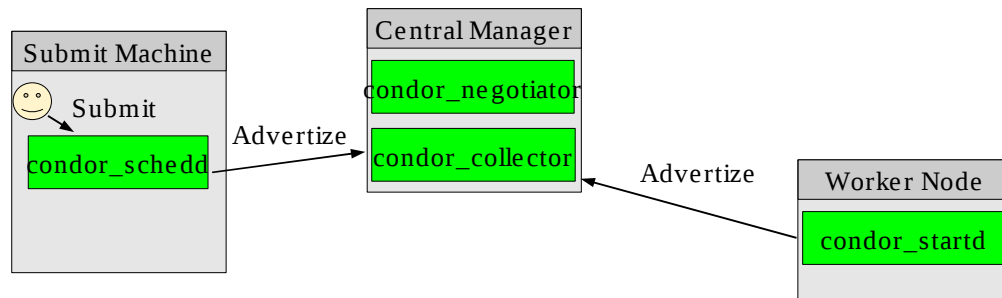 Submit Machine
Submit
condor_schedd
Advertize
Central Manager
condor_negotiator
condor_collector
Advertize
Worker Node
condor_startd